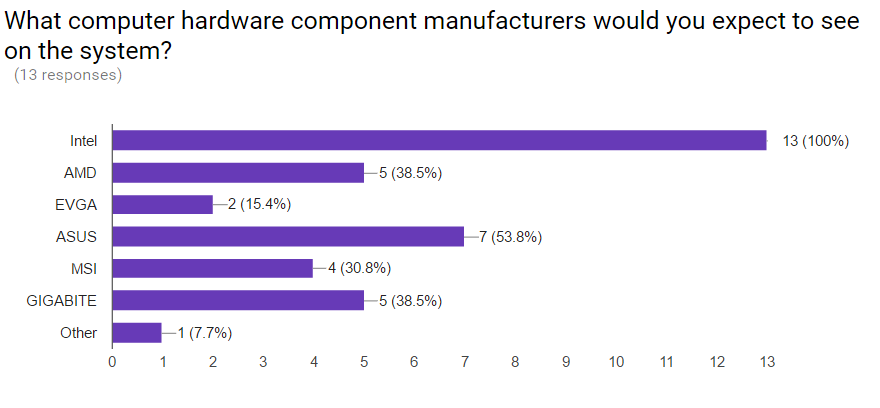 What computer hardware component manufacturers would you expect to see
on the system?
(13 responses)
Intel 13 (100%)
AMD 5 (38.5%)
EVGA 2 (15.4%)
ASUS 7 (53.8%)
MSI 4 (30.8%)
GIGABITE 5 (38.5%)
Other 1 (7.7%)
0 1 2 3 4 5 6 7 8 9 10 11 12 13